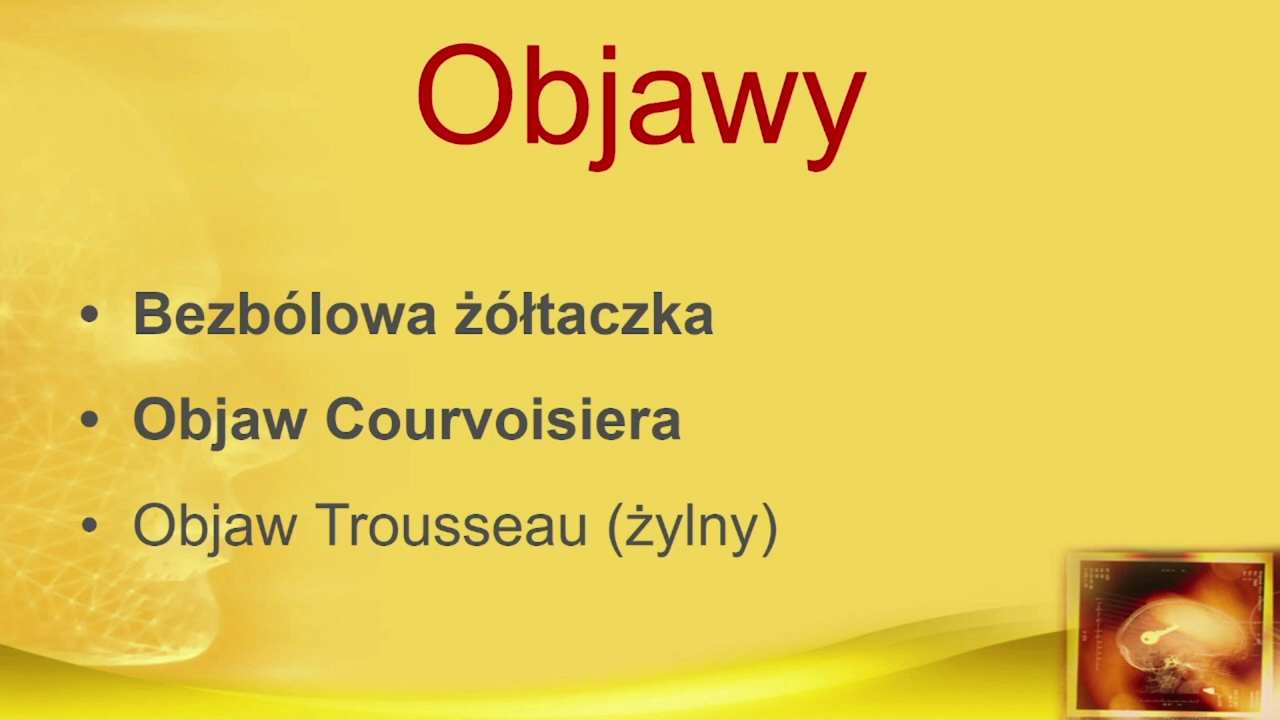 Objawy
• Bezbólowa żółtaczka
• Objaw Courvoisiera
• Objaw Trousseau (żylny)